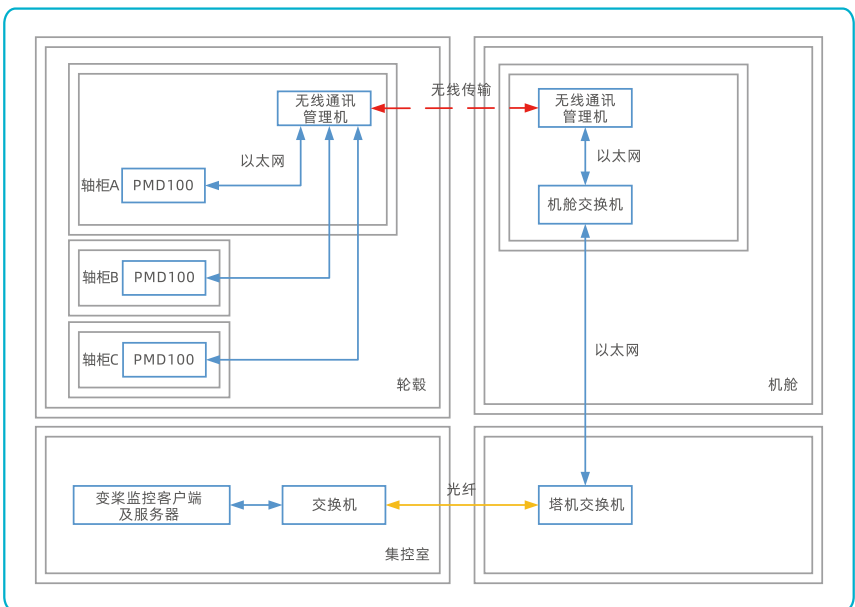 无线传输
无线通讯
管理机
以太网
轴柜A
PMD100
轴柜B
PMD100
轴柜C
PMD100
轮毂
无线通讯
管理机
以太网
机舱交换机
以太网
机舱
变桨监控客户端
及服务器
交换机
光纤
塔机交换机
集控室